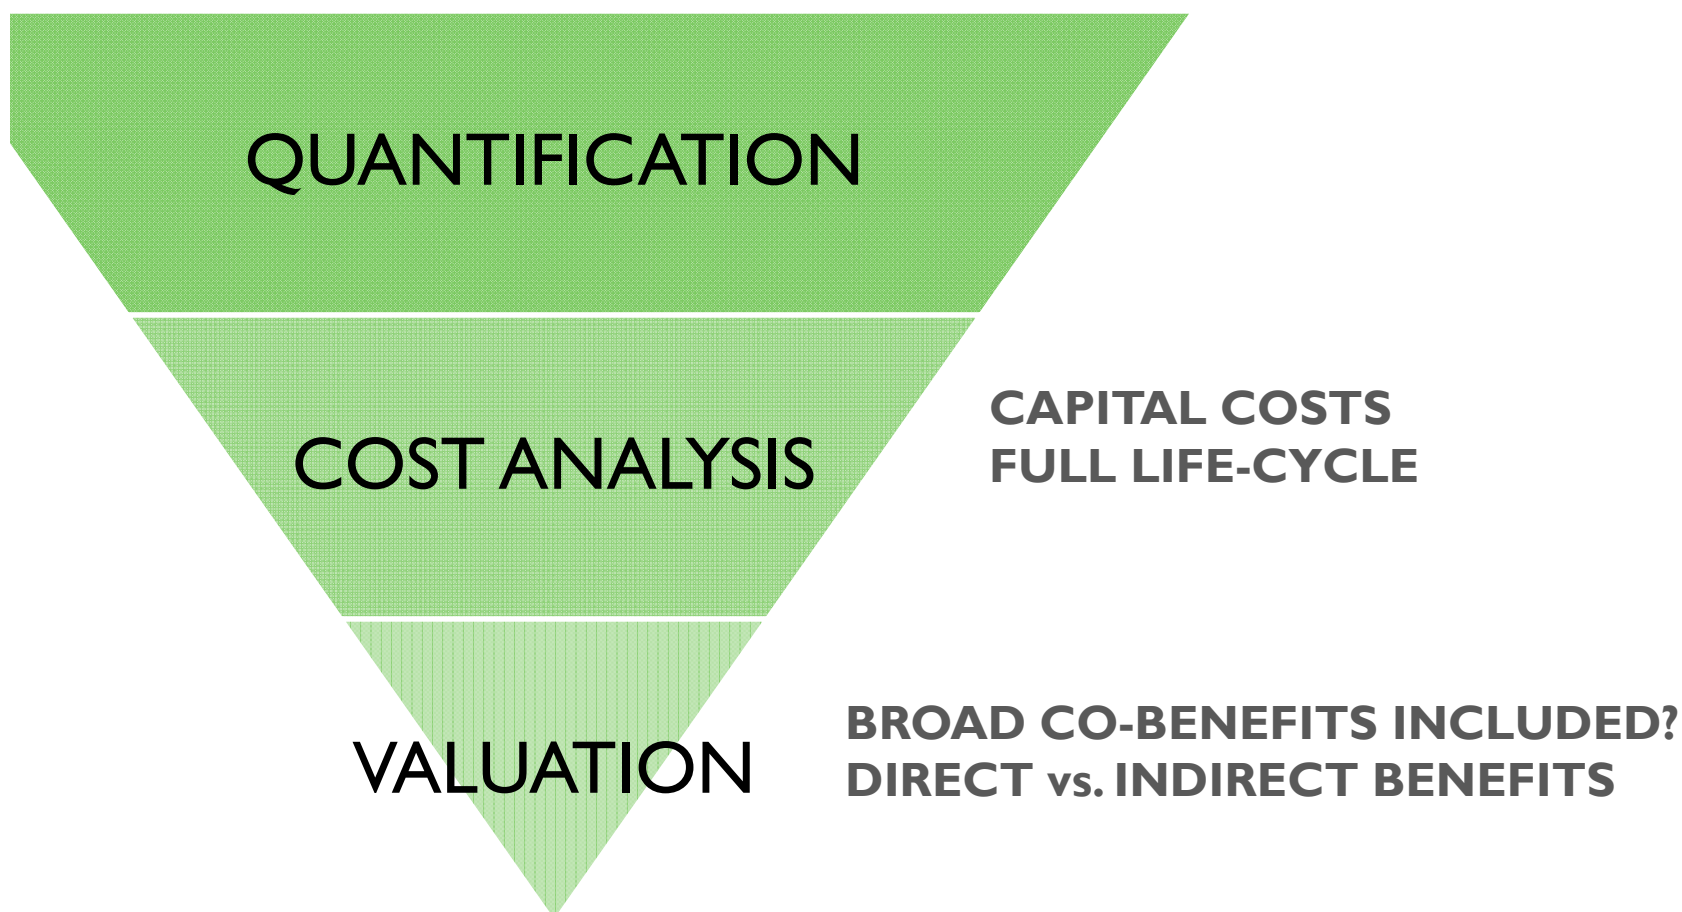 QUANTIFICATION
COST ANALYSIS
CAPITAL COSTS
FULL LIFE-CYCLE
VALUATION
BROAD CO-BENEFITS INCLUDED?
DIRECT vs. INDIRECT BENEFITS